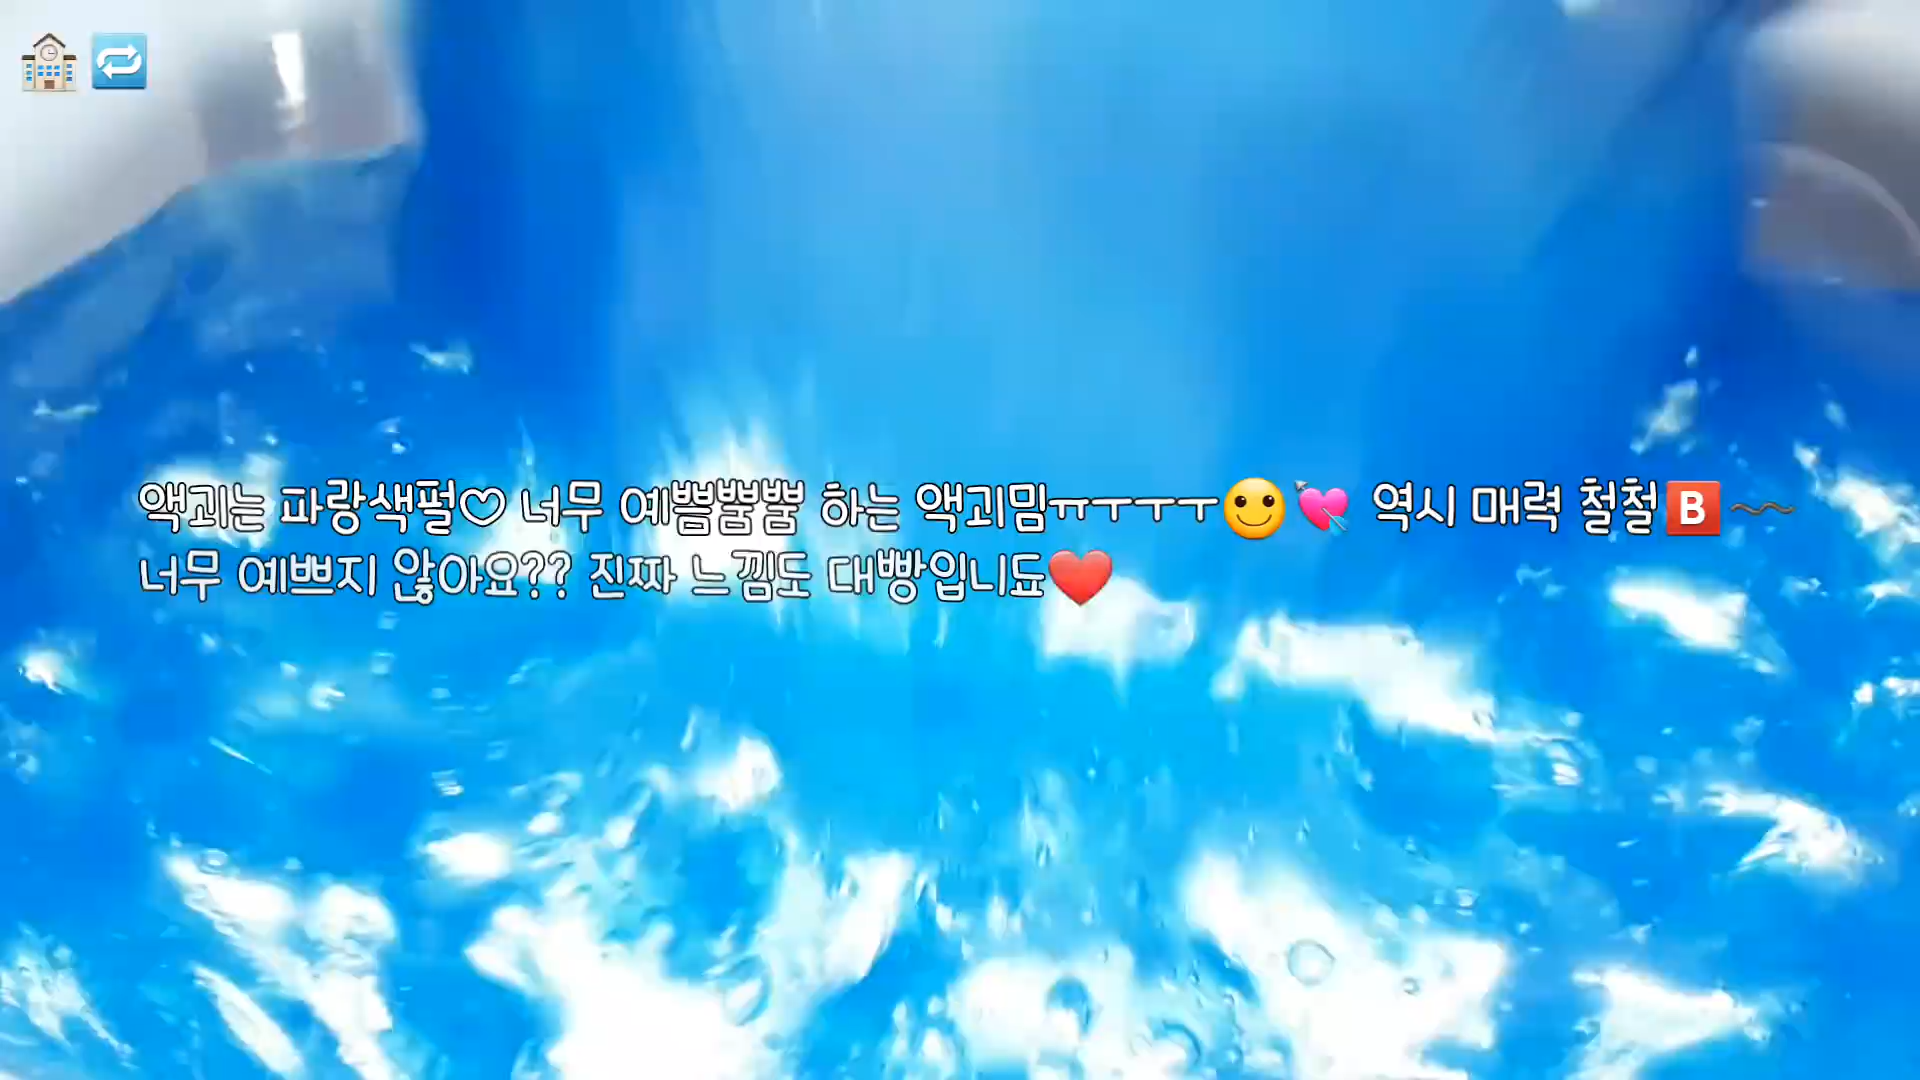 🏫 🔁
액괴는 파랑색펄♡ 너무 예쁨뿜뿜 하는 액괴밈ㅠㅜㅜㅜ🙂💘 역시 매력 철철🅱〰
너무 예쁘지 않아요?? 진짜 느낌도 대빵입니됴❤